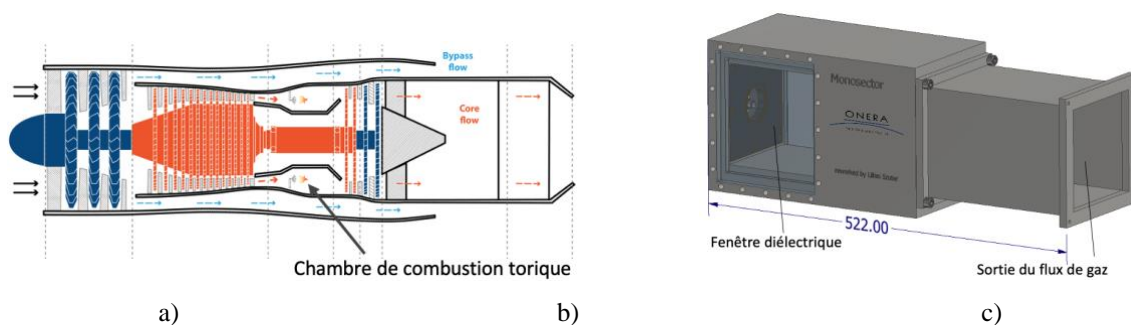 Bypass
flow
Core
flow
Chambre de combustion torique
Monosector
ONERA
522.00
Fenêtre diélectrique
Sortie du flux de gaz
a)
b)
c)